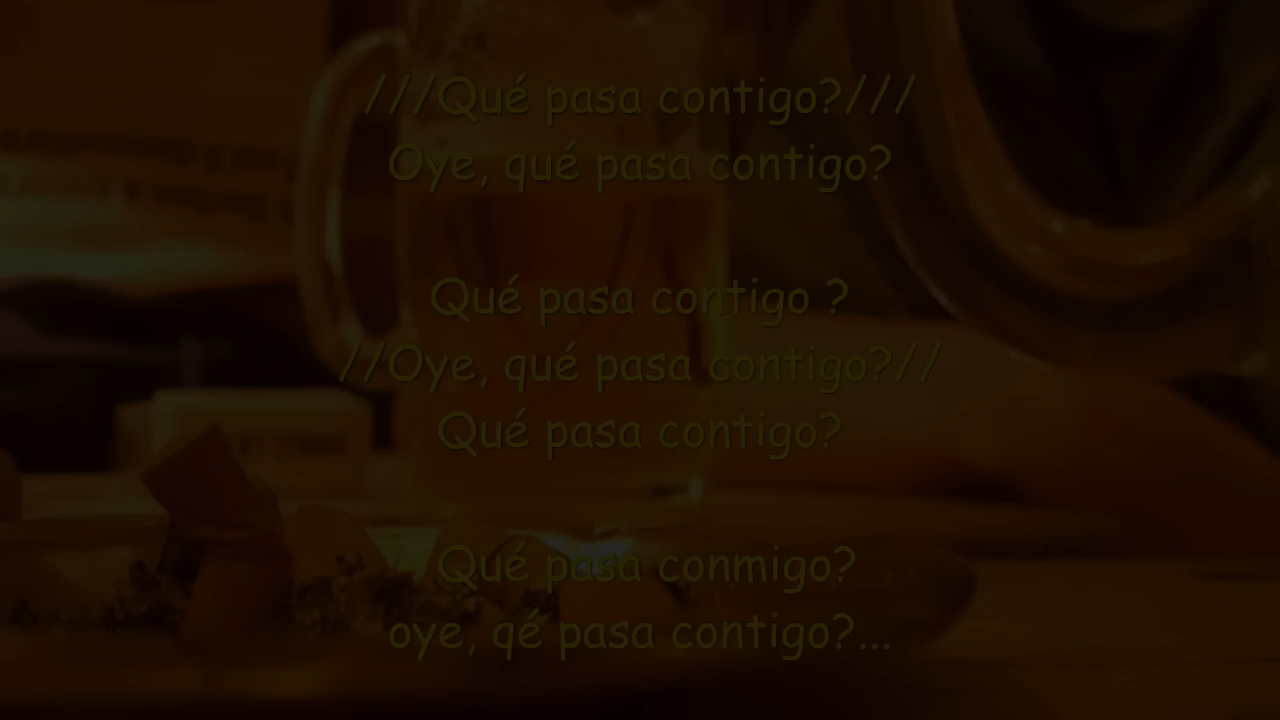 ///Qué pasa contigo?///
Oye, qué pasa contigo?
Qué pasa contigo ?
//Oye, qué pasa contigo?//
Qué pasa contigo?
Qué pasa conmigo?
oye, qé pasa contigo?...